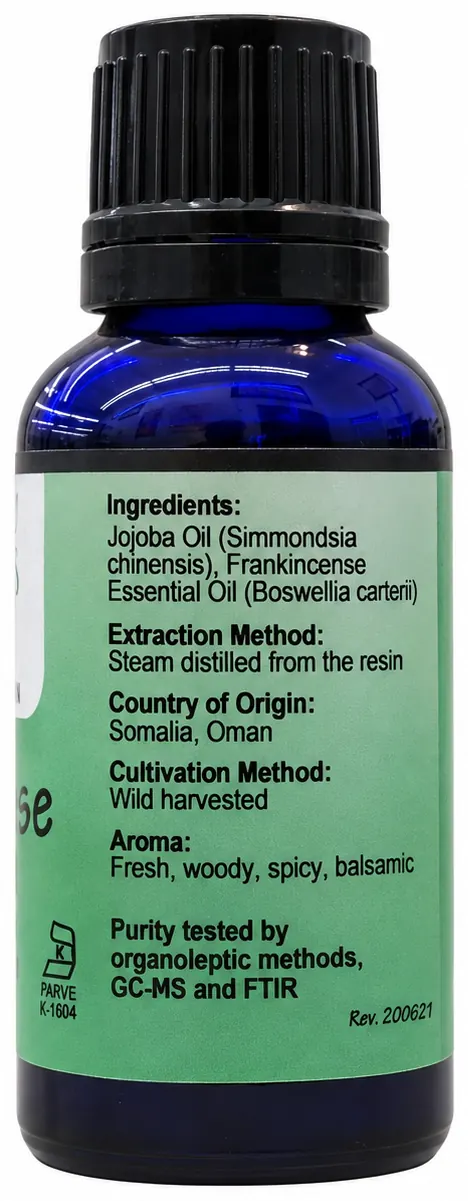 Ingredients:
Jojoba Oil (Simmondsia
chinensis), Frankincense
Essential Oil (Boswellia carterii)
Extraction Method:
Steam distilled from the resin
Country of Origin:
Somalia, Oman
Cultivation Method:
Wild harvested
Aroma:
Fresh, woody, spicy, balsamic
Purity tested by
organoleptic methods,
GC-MS and FTIR
Rev. 200621
se
K
PARVE
K-1604